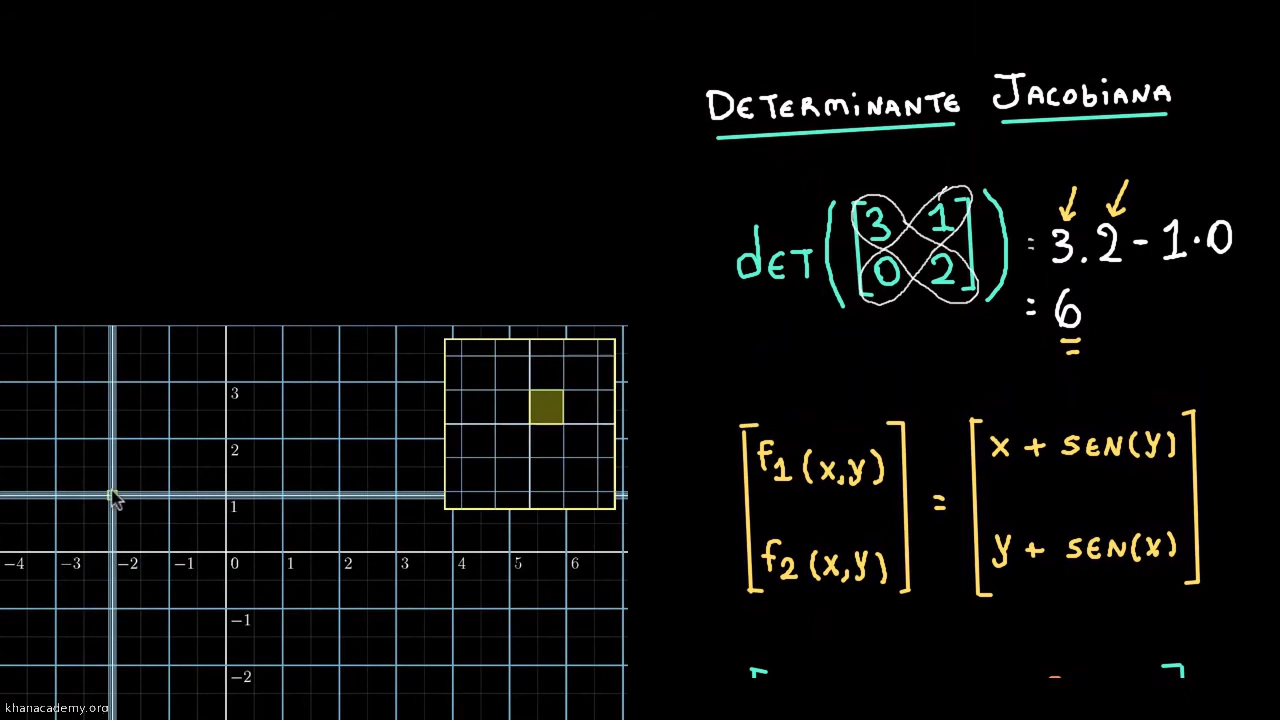 DETERMINANTE JACOBIANA
DET([3 1
0 2]) = 3.2 - 1·0
= 6
[f1(x,y)
f2(x,y)] = [x + SEN(y)
y + SEN(x)]
3
2
1
−4 −3 −2 −1 0 1 2 3 4 5 6
−1
−2
khanacademy.org